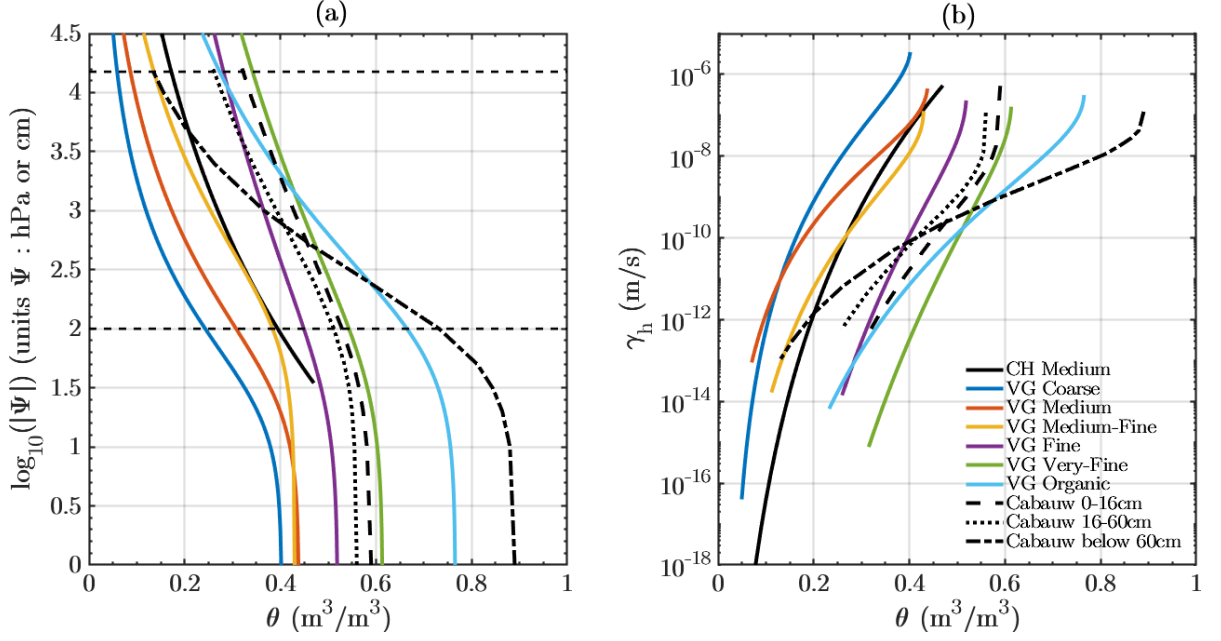 (a)
log₁₀(|Ψ|) (units Ψ : hPa or cm)
4.5
4
3.5
3
2.5
2
1.5
1
0.5
0
0 0.2 0.4 0.6 0.8 1
θ (m³/m³)
(b)
γₕ (m/s)
10⁻⁶
10⁻⁸
10⁻¹⁰
10⁻¹²
10⁻¹⁴
10⁻¹⁶
10⁻¹⁸
CH Medium
VG Coarse
VG Medium
VG Medium-Fine
VG Fine
VG Very-Fine
VG Organic
Cabauw 0-16cm
Cabauw 16-60cm
Cabauw below 60cm
0 0.2 0.4 0.6 0.8 1
θ (m³/m³)